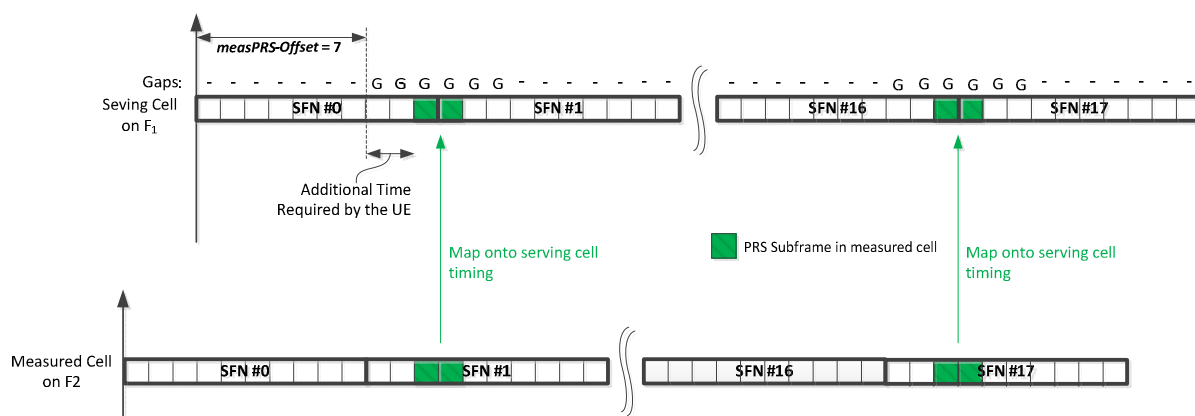 measPRS-Offset = 7
Gaps: - - - - - - - G G G G G G - - - - - - - - - - - - - - G G G G G G - - - - - - -
Seving Cell
on F1
SFN #0 SFN #1 SFN #16 SFN #17
Additional Time
Required by the UE
PRS Subframe in measured cell
Map onto serving cell
timing
Map onto serving cell
timing
Measured Cell
on F2
SFN #0 SFN #1 SFN #16 SFN #17